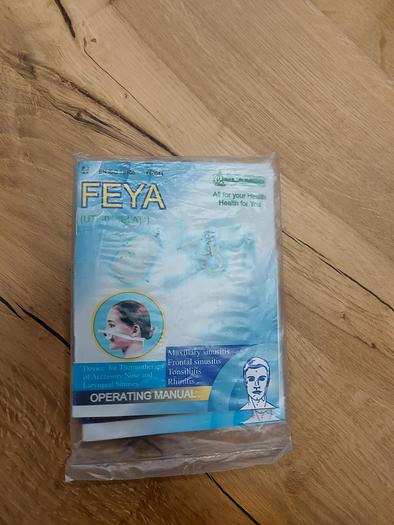 FEYA
All for your Health
Health for You
Device for Thermotherapy
of Accessory Nose and
Laryngeal Sinuses
Maxillary sinusitis
Frontal sinusitis
Tonsillitis
Rhinitis
OPERATING MANUAL